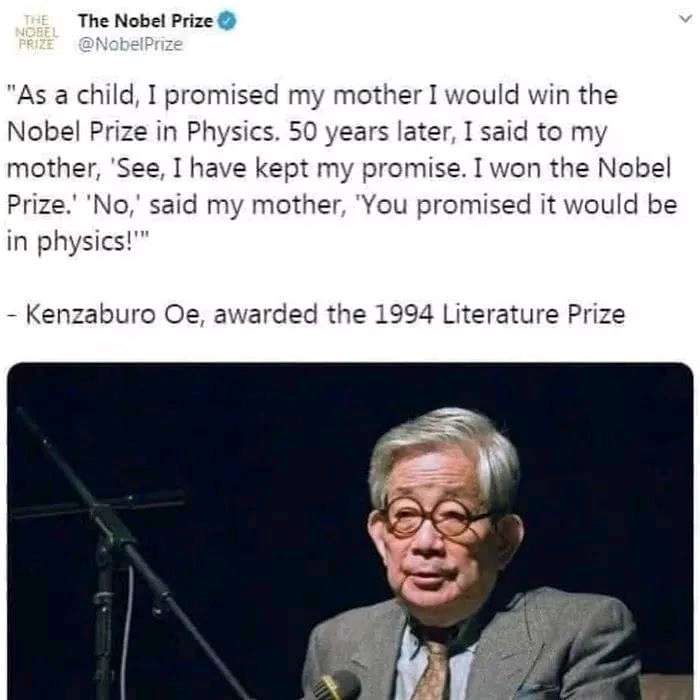 THE
NOBEL
PRIZE
The Nobel Prize
@NobelPrize
"As a child, I promised my mother I would win the
Nobel Prize in Physics. 50 years later, I said to my
mother, 'See, I have kept my promise. I won the Nobel
Prize.' 'No,' said my mother, 'You promised it would be
in physics!'"
- Kenzaburo Oe, awarded the 1994 Literature Prize